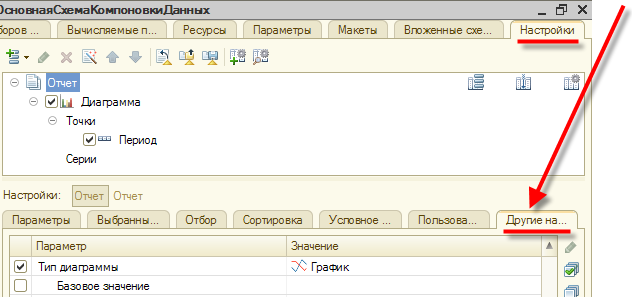 ОсновнаяСхемаКомпоновкиДанных
боров ... Вычисляемые п... Ресурсы Параметры Макеты Вложенные схе... Настройки
Отчет
Диаграмма
Точки
Период
Серии
Настройки: Отчет Отчет
Параметры Выбранны... Отбор Сортировка Условное ... Пользова... Другие на...
Параметр Значение
Тип диаграммы График
Базовое значение